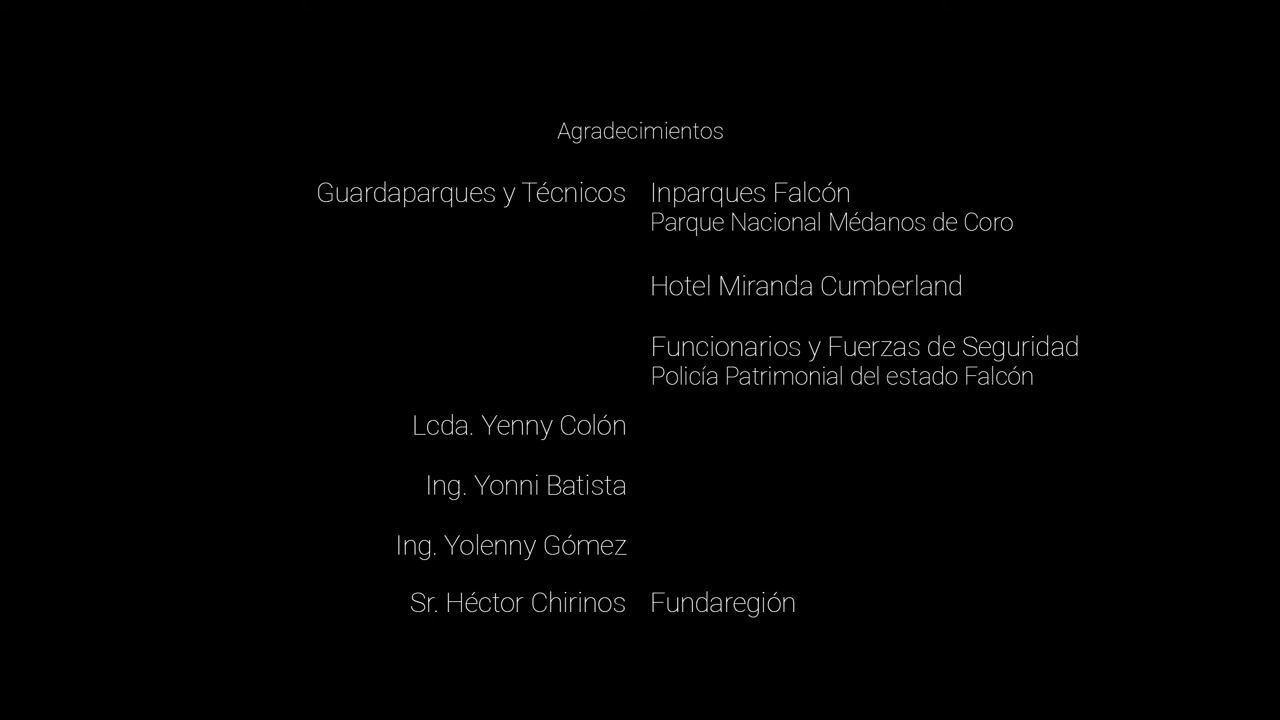 Agradecimientos
Guardaparques y Técnicos Inparques Falcón
Parque Nacional Médanos de Coro
Hotel Miranda Cumberland
Funcionarios y Fuerzas de Seguridad
Policía Patrimonial del estado Falcón
Lcda. Yenny Colón
Ing. Yonni Batista
Ing. Yolenny Gómez
Sr. Héctor Chirinos Fundaregión